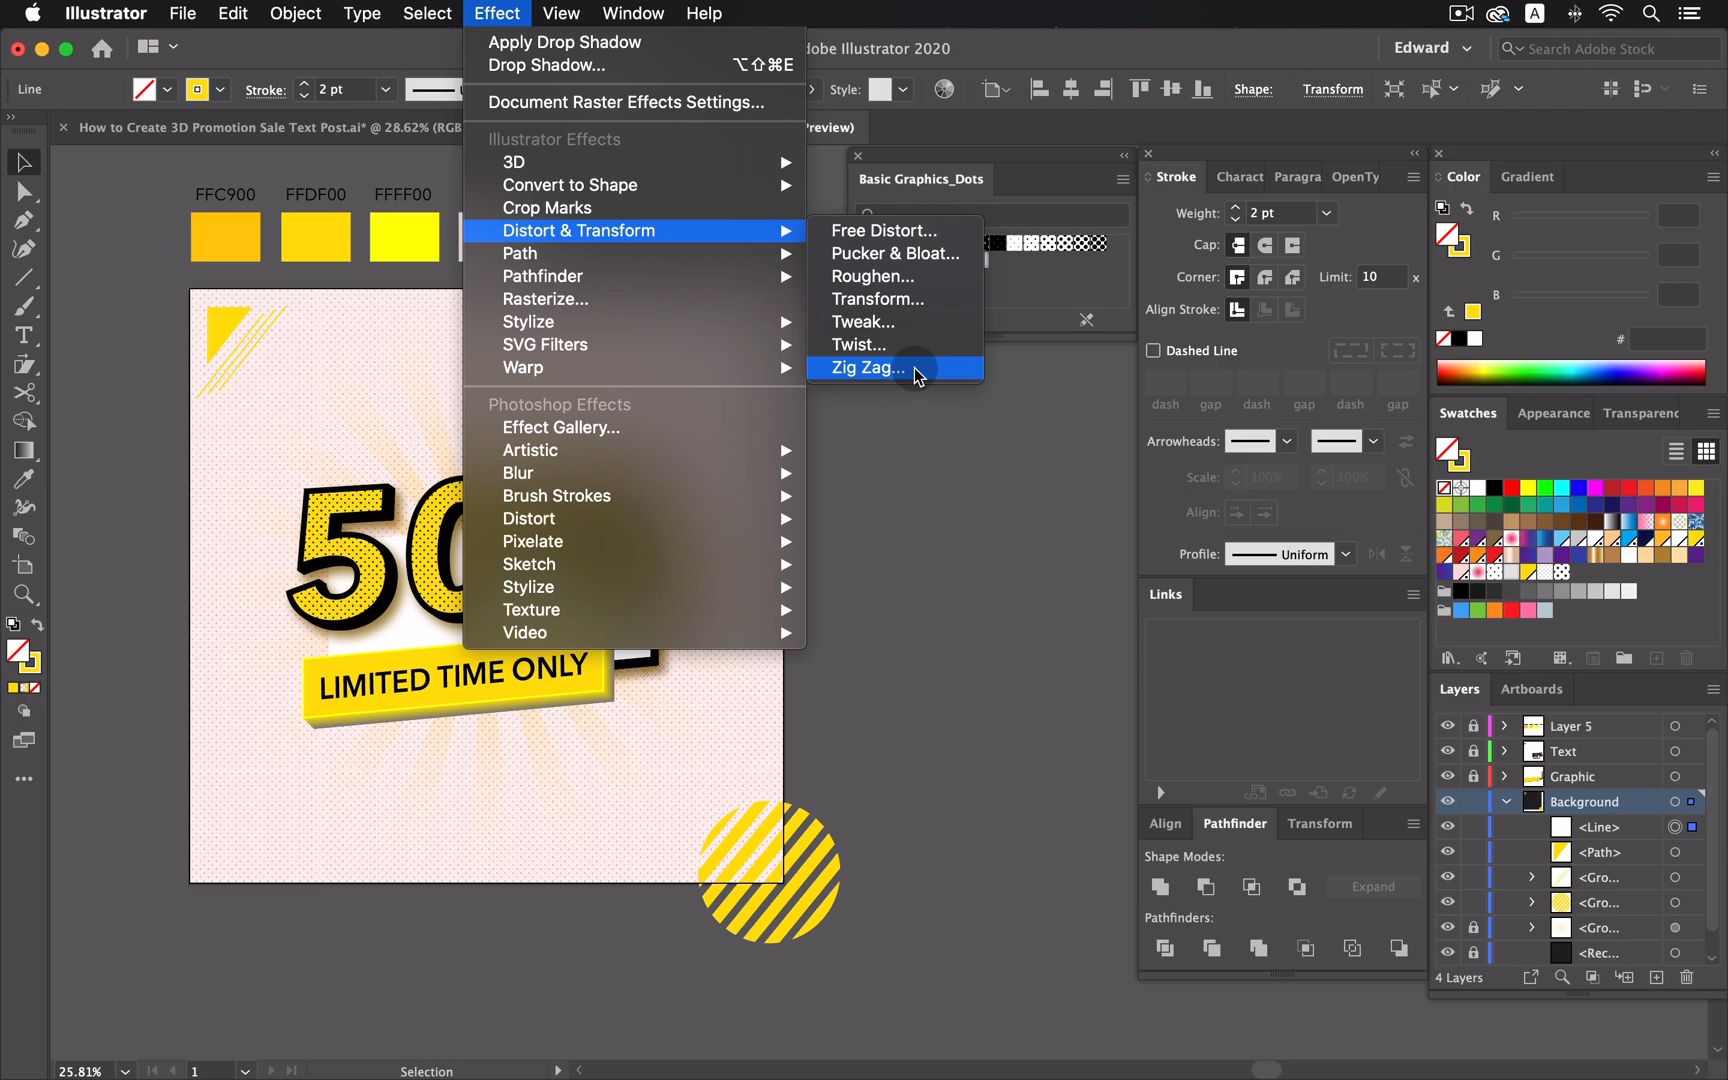 Illustrator File Edit Object Type Select Effect View Window Help
A
Apply Drop Shadow
Drop Shadow... ⌥⇧⌘E
Document Raster Effects Settings...
Illustrator Effects
3D
Convert to Shape
Crop Marks
Distort & Transform
Path
Pathfinder
Rasterize...
Stylize
SVG Filters
Warp
Photoshop Effects
Effect Gallery...
Artistic
Blur
Brush Strokes
Distort
Pixelate
Sketch
Stylize
Texture
Video
Free Distort...
Pucker & Bloat...
Roughen...
Transform...
Tweak...
Twist...
Zig Zag...
dobe Illustrator 2020
Edward
Search Adobe Stock
Line
Stroke: 2 pt
Style:
Shape:
Transform
How to Create 3D Promotion Sale Text Post.ai* @ 28.62% (RGB
review)
FFC900 FFDF00 FFFF00
50
LIMITED TIME ONLY
Basic Graphics_Dots
Stroke Charact Paragra OpenTy
Weight: 2 pt
Cap:
Corner: Limit: 10 x
Align Stroke:
Dashed Line
dash gap dash gap dash gap
Arrowheads:
Scale: 100% 100%
Align:
Profile: Uniform
Links
Align Pathfinder Transform
Shape Modes:
Expand
Pathfinders:
Color Gradient
R
G
B
#
Swatches Appearance Transparenc
Layers Artboards
Layer 5
Text
Graphic
Background
<Line>
<Path>
<Gro...
<Gro...
<Gro...
<Rec...
4 Layers
25.81% 1 Selection